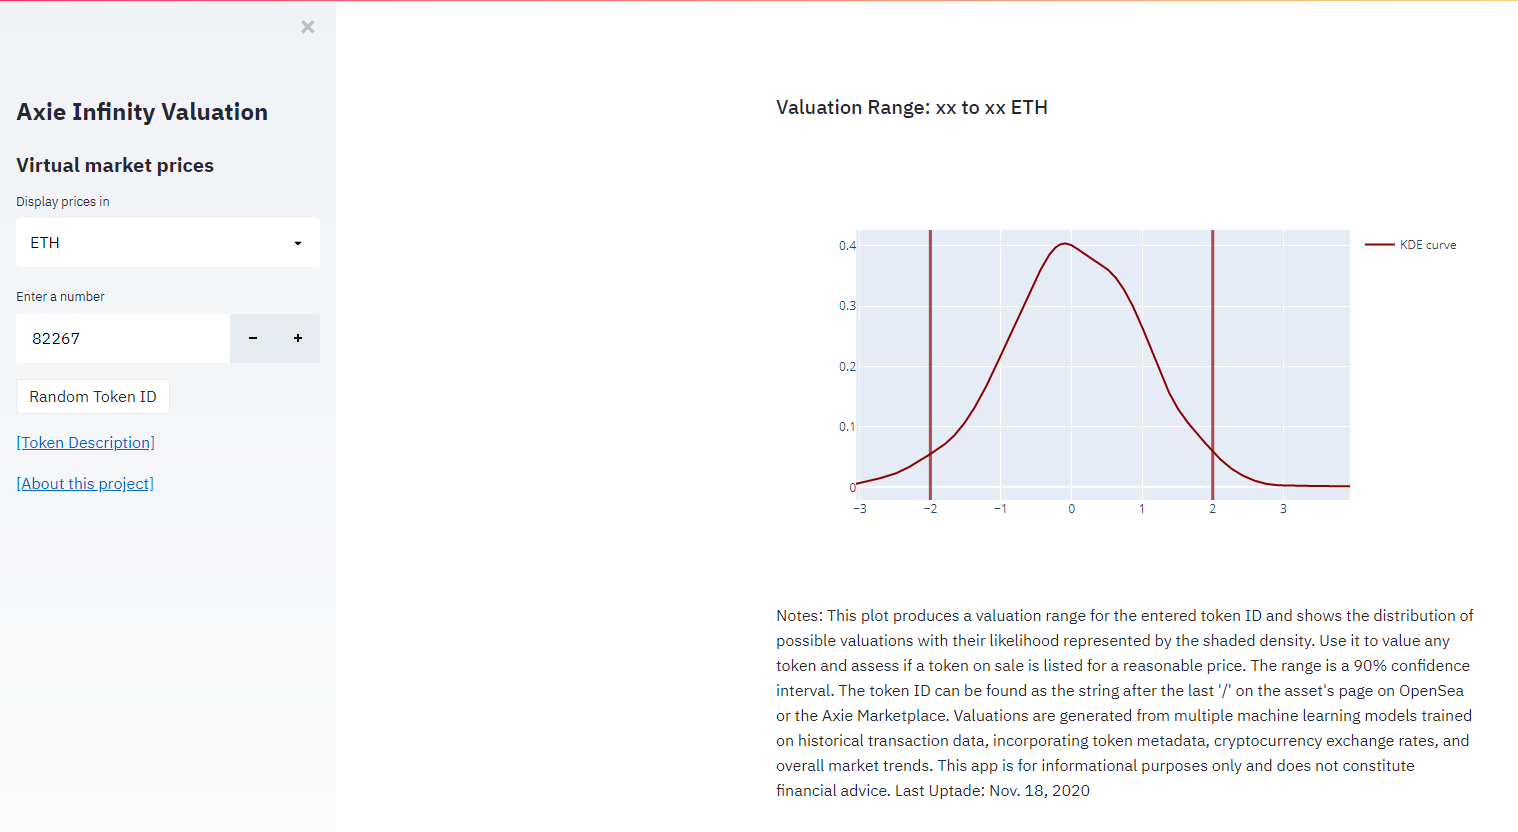 ×
Axie Infinity Valuation
Virtual market prices
Display prices in
ETH
Enter a number
82267
− +
Random Token ID
[Token Description]
[About this project]
Valuation Range: xx to xx ETH
0.4
0.3
0.2
0.1
0
−3 −2 −1 0 1 2 3
KDE curve
Notes: This plot produces a valuation range for the entered token ID and shows the distribution of
possible valuations with their likelihood represented by the shaded density. Use it to value any
token and assess if a token on sale is listed for a reasonable price. The range is a 90% confidence
interval. The token ID can be found as the string after the last '/' on the asset's page on OpenSea
or the Axie Marketplace. Valuations are generated from multiple machine learning models trained
on historical transaction data, incorporating token metadata, cryptocurrency exchange rates, and
overall market trends. This app is for informational purposes only and does not constitute
financial advice. Last Uptade: Nov. 18, 2020